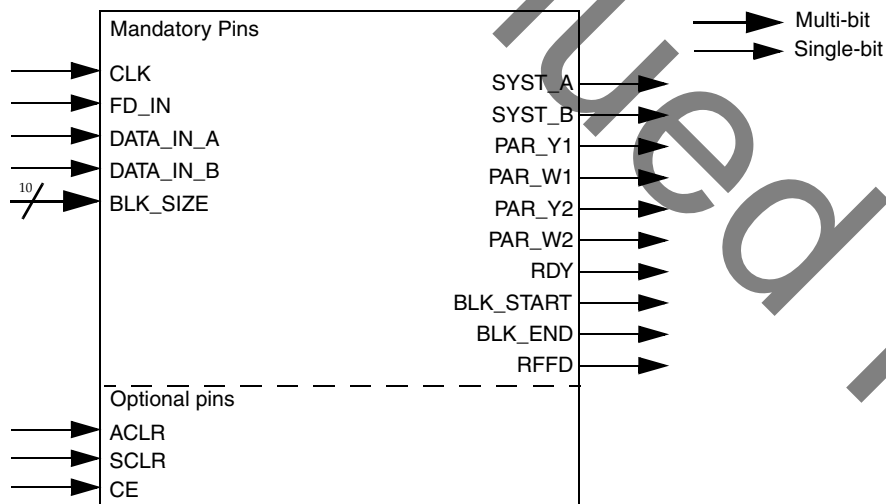 Mandatory Pins
CLK
FD_IN
DATA_IN_A
DATA_IN_B
10
BLK_SIZE
SYST_A
SYST_B
PAR_Y1
PAR_W1
PAR_Y2
PAR_W2
RDY
BLK_START
BLK_END
RFFD
Optional pins
ACLR
SCLR
CE
Multi-bit
Single-bit
ued